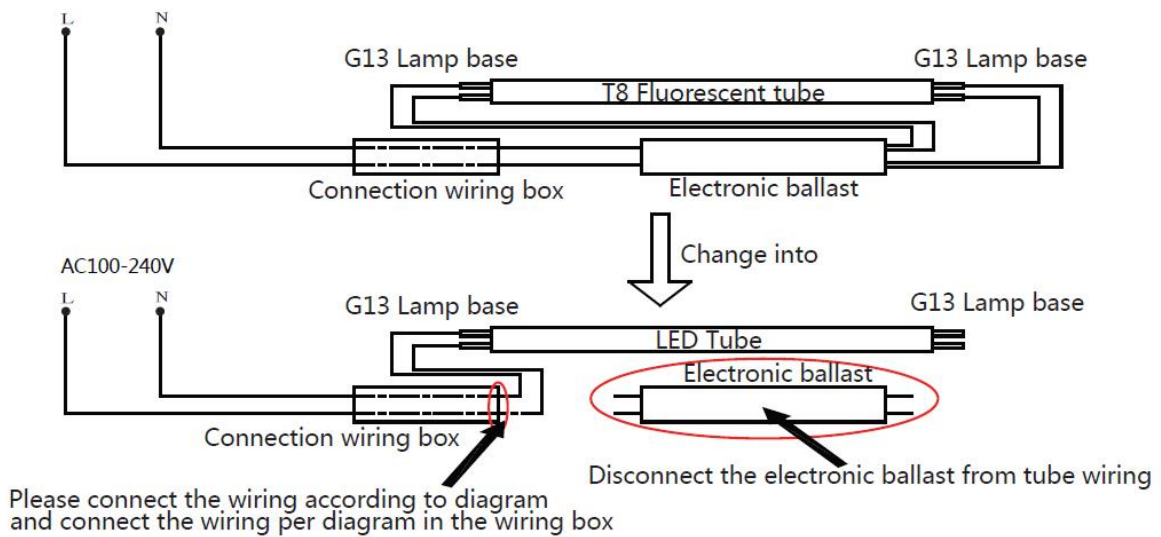 L N
G13 Lamp base G13 Lamp base
T8 Fluorescent tube
Connection wiring box Electronic ballast
Change into
AC100-240V
L N
G13 Lamp base G13 Lamp base
LED Tube
Electronic ballast
Connection wiring box
Disconnect the electronic ballast from tube wiring
Please connect the wiring according to diagram
and connect the wiring per diagram in the wiring box